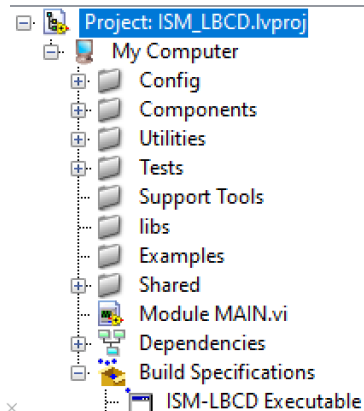 Project: ISM_LBCD.lvproj
My Computer
Config
Components
Utilities
Tests
Support Tools
libs
Examples
Shared
Module MAIN.vi
Dependencies
Build Specifications
ISM-LBCD Executable